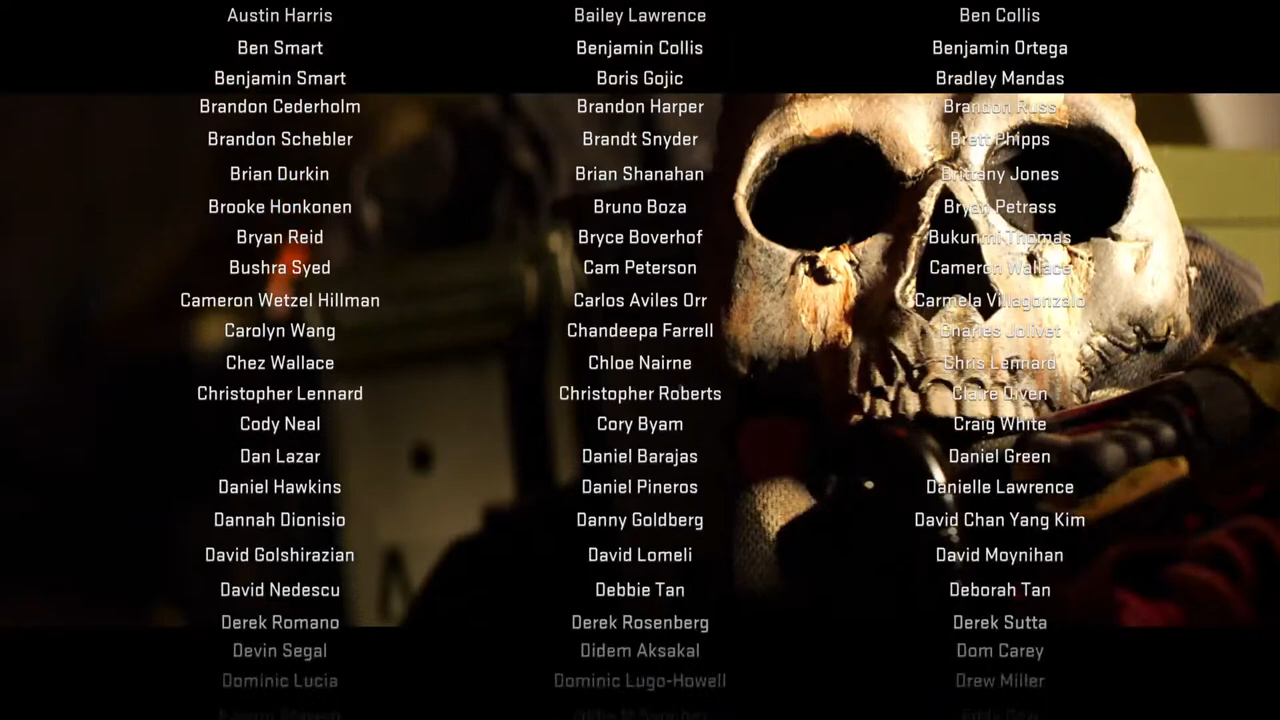 Austin Harris Bailey Lawrence Ben Collis
Ben Smart Benjamin Collis Benjamin Ortega
Benjamin Smart Boris Gojic Bradley Mandas
Brandon Cederholm Brandon Harper Brandon Russ
Brandon Schebler Brandt Snyder Brett Phipps
Brian Durkin Brian Shanahan Brittany Jones
Brooke Honkonen Bruno Boza Bryan Petrass
Bryan Reid Bryce Boverhof Bukunmi Thomas
Bushra Syed Cam Peterson Cameron Wallace
Cameron Wetzel Hillman Carlos Aviles Orr Carmela Villagonzalo
Carolyn Wang Chandeepa Farrell Charles Jolivet
Chez Wallace Chloe Nairne Chris Lennard
Christopher Lennard Christopher Roberts Claire Diven
Cody Neal Cory Byam Craig White
Dan Lazar Daniel Barajas Daniel Green
Daniel Hawkins Daniel Pineros Danielle Lawrence
Dannah Dionisio Danny Goldberg David Chan Yang Kim
David Golshirazian David Lomeli David Moynihan
David Nedescu Debbie Tan Deborah Tan
Derek Romano Derek Rosenberg Derek Sutta
Devin Segal Didem Aksakal Dom Carey
Dominic Lucia Dominic Lugo-Howell Drew Miller